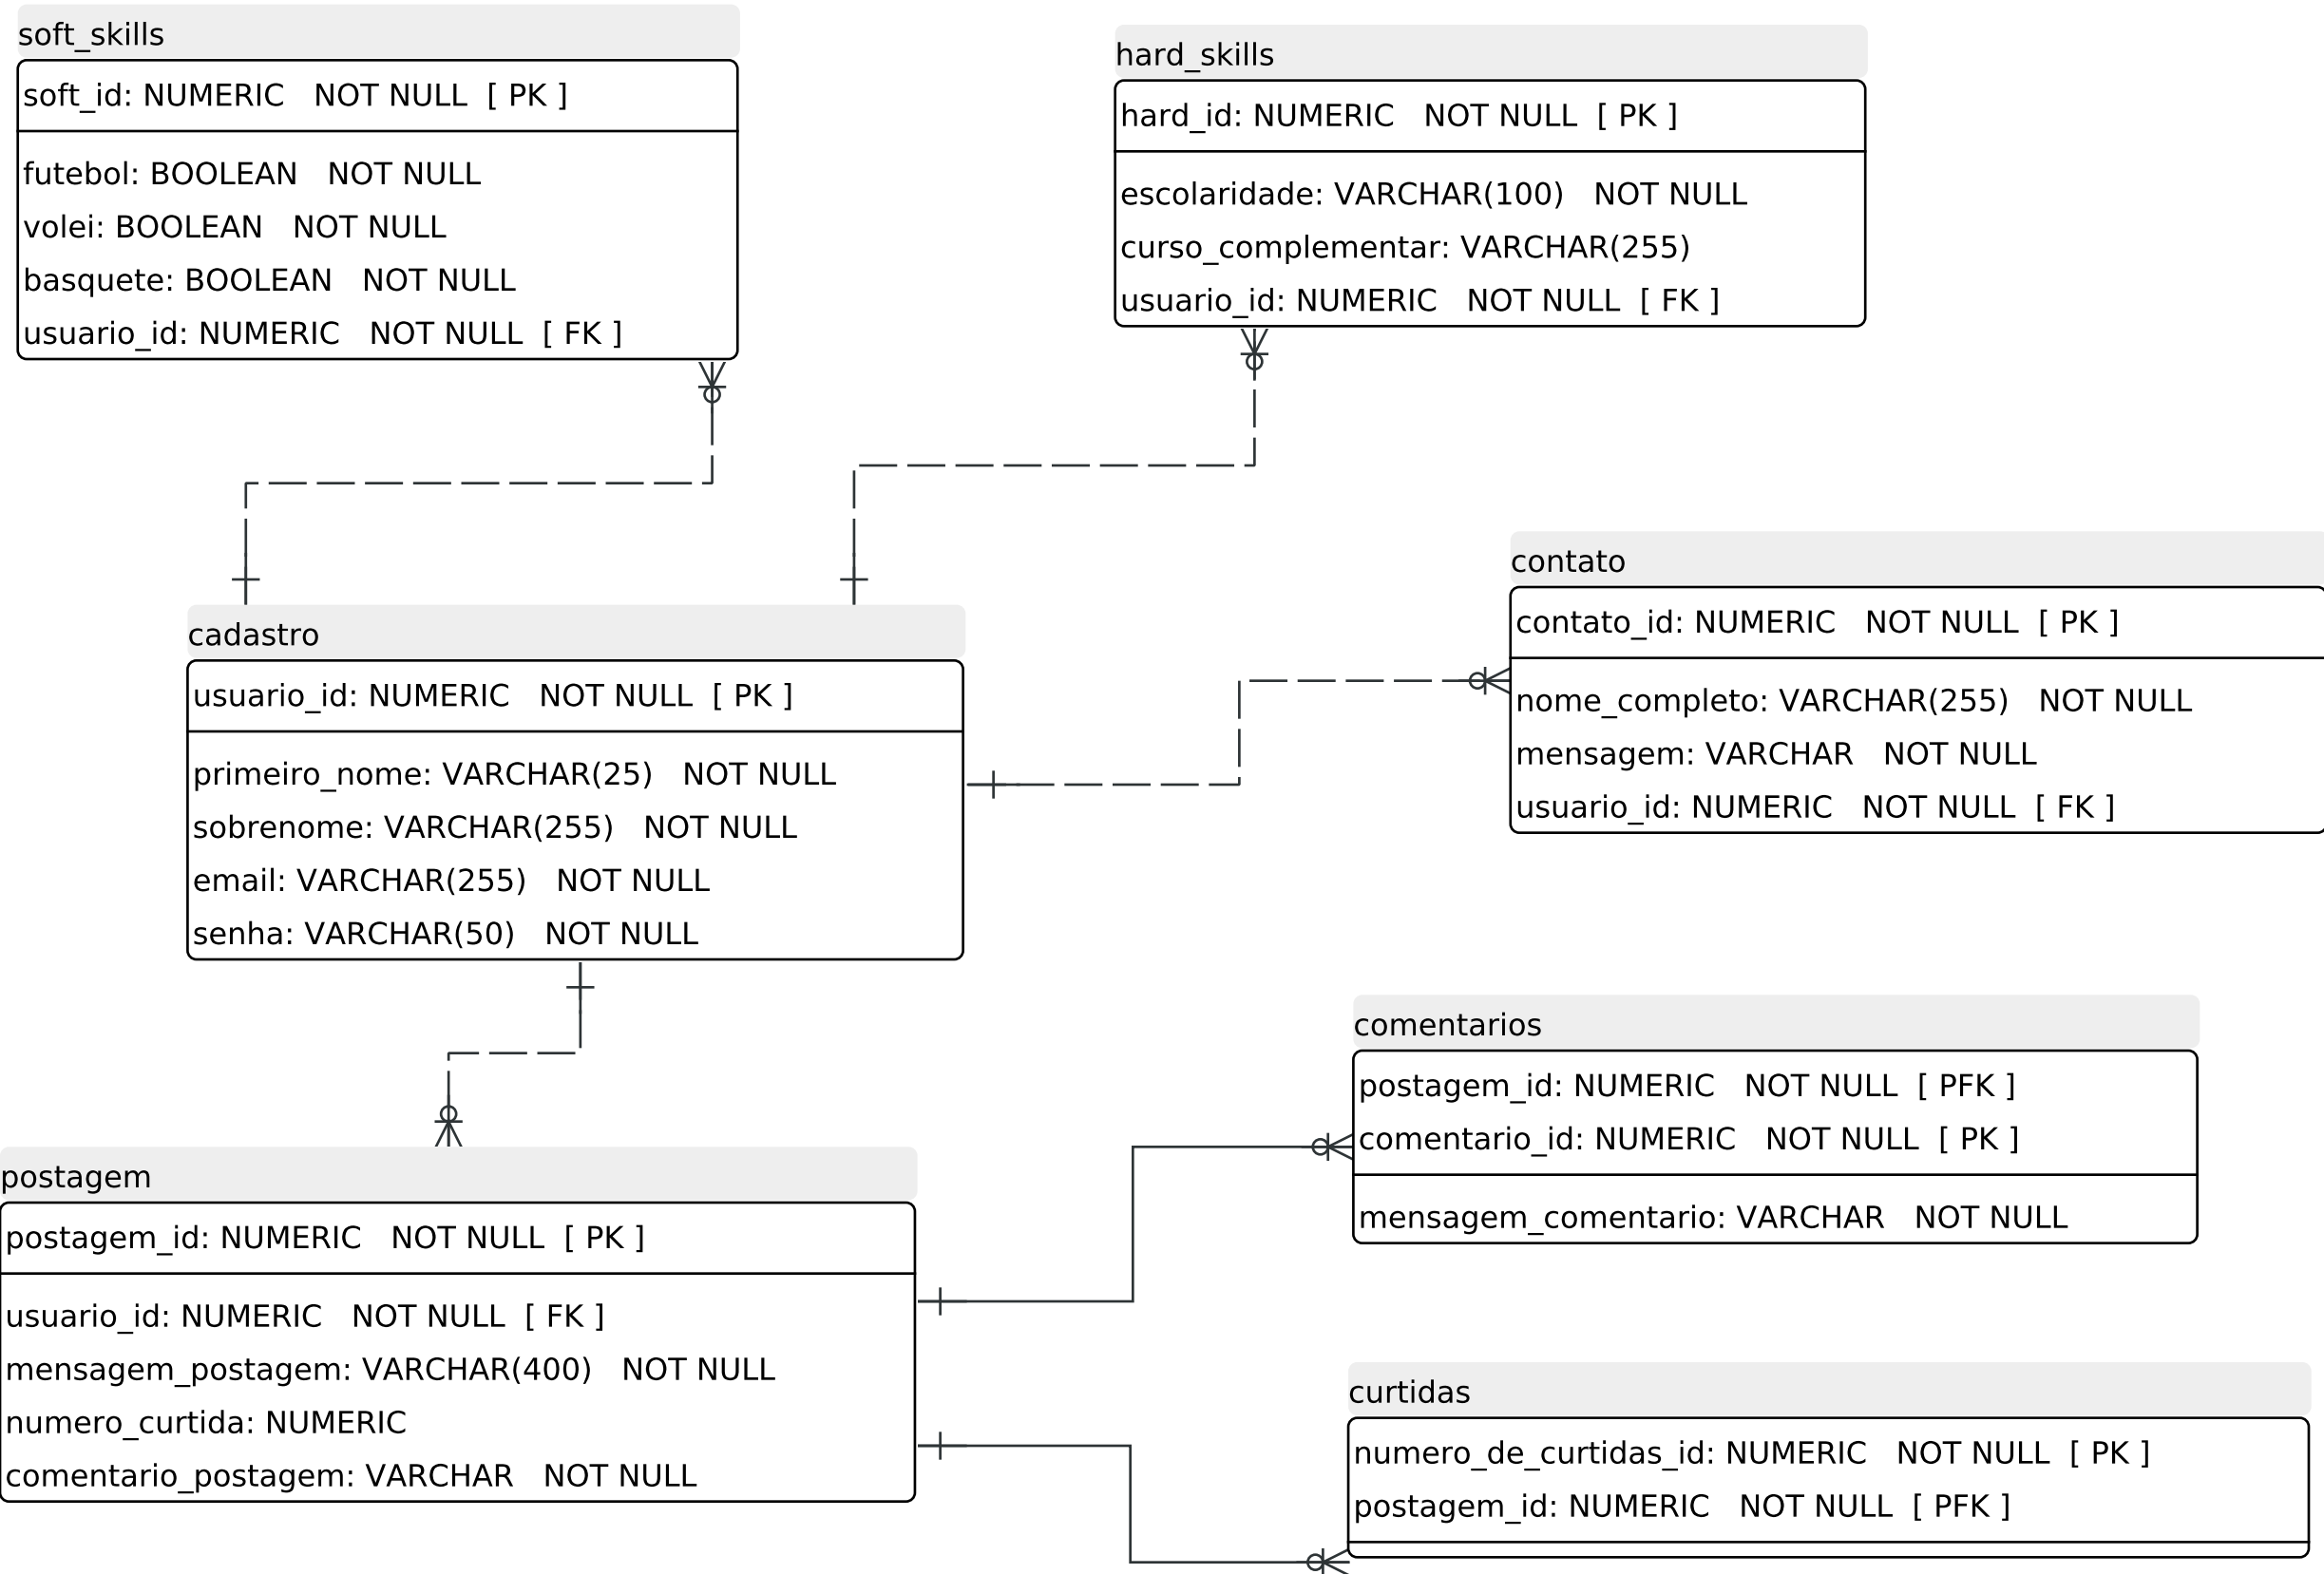 soft_skills
soft_id: NUMERIC NOT NULL [ PK ]
futebol: BOOLEAN NOT NULL
volei: BOOLEAN NOT NULL
basquete: BOOLEAN NOT NULL
usuario_id: NUMERIC NOT NULL [ FK ]
hard_skills
hard_id: NUMERIC NOT NULL [ PK ]
escolaridade: VARCHAR(100) NOT NULL
curso_complementar: VARCHAR(255)
usuario_id: NUMERIC NOT NULL [ FK ]
contato
contato_id: NUMERIC NOT NULL [ PK ]
nome_completo: VARCHAR(255) NOT NULL
mensagem: VARCHAR NOT NULL
usuario_id: NUMERIC NOT NULL [ FK ]
cadastro
usuario_id: NUMERIC NOT NULL [ PK ]
primeiro_nome: VARCHAR(25) NOT NULL
sobrenome: VARCHAR(255) NOT NULL
email: VARCHAR(255) NOT NULL
senha: VARCHAR(50) NOT NULL
comentarios
postagem_id: NUMERIC NOT NULL [ PFK ]
comentario_id: NUMERIC NOT NULL [ PK ]
mensagem_comentario: VARCHAR NOT NULL
postagem
postagem_id: NUMERIC NOT NULL [ PK ]
usuario_id: NUMERIC NOT NULL [ FK ]
mensagem_postagem: VARCHAR(400) NOT NULL
numero_curtida: NUMERIC
comentario_postagem: VARCHAR NOT NULL
curtidas
numero_de_curtidas_id: NUMERIC NOT NULL [ PK ]
postagem_id: NUMERIC NOT NULL [ PFK ]